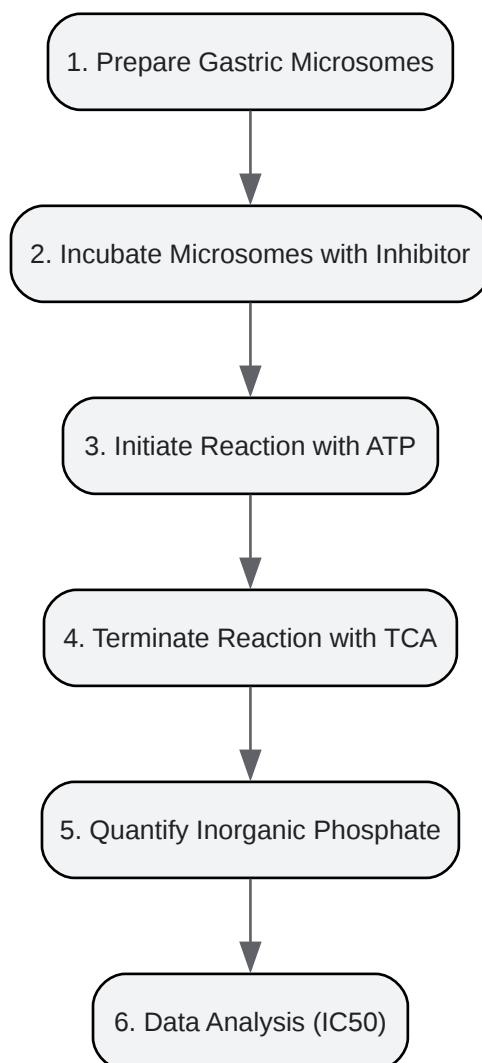 1. Prepare Gastric Microsomes
2. Incubate Microsomes with Inhibitor
3. Initiate Reaction with ATP
4. Terminate Reaction with TCA
5. Quantify Inorganic Phosphate
6. Data Analysis (IC50)